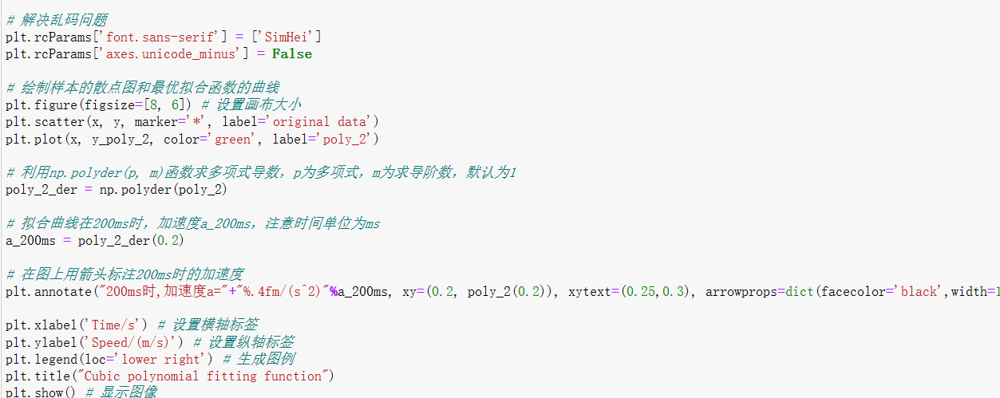 # 解决乱码问题
plt.rcParams['font.sans-serif'] = ['SimHei']
plt.rcParams['axes.unicode_minus'] = False
# 绘制样本的散点图和最优拟合函数的曲线
plt.figure(figsize=[8, 6]) # 设置画布大小
plt.scatter(x, y, marker='*', label='original data')
plt.plot(x, y_poly_2, color='green', label='poly_2')
# 利用np.polyder(p, m)函数求多项式导数，p为多项式，m为求导阶数，默认为1
poly_2_der = np.polyder(poly_2)
# 拟合曲线在200ms时，加速度a_200ms，注意时间单位为ms
a_200ms = poly_2_der(0.2)
# 在图上用箭头标注200ms时的加速度
plt.annotate("200ms时,加速度a="+"%.4fm/(s^2)"%a_200ms, xy=(0.2, poly_2(0.2)), xytext=(0.25,0.3), arrowprops=dict(facecolor='black',width=1
plt.xlabel('Time/s') # 设置横轴标签
plt.ylabel('Speed/(m/s)') # 设置纵轴标签
plt.legend(loc='lower right') # 生成图例
plt.title("Cubic polynomial fitting function")
plt.show() # 显示图像